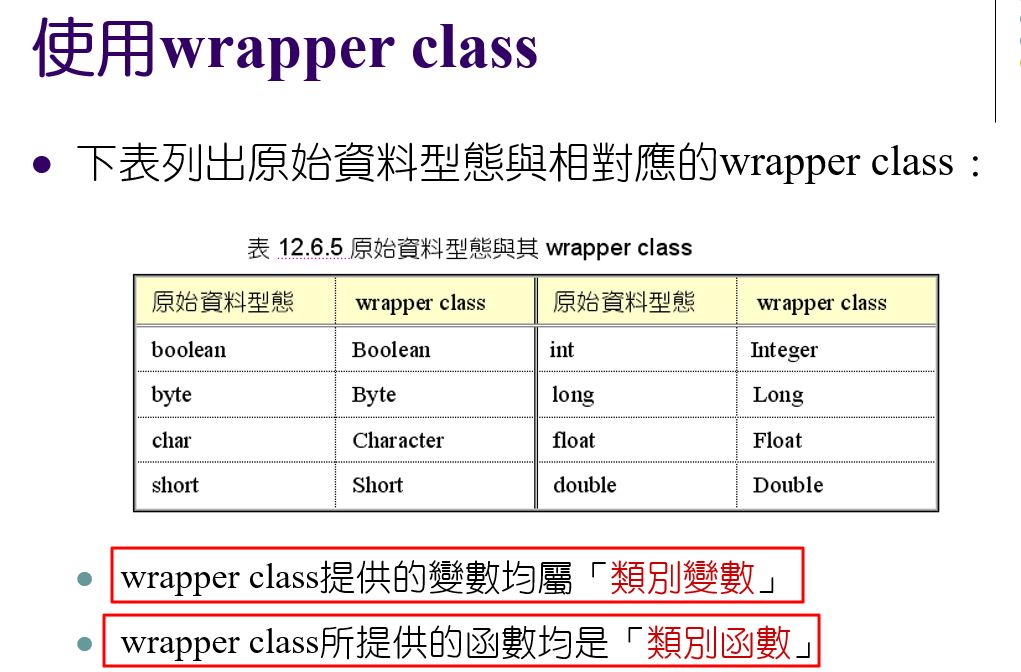 使用wrapper class
下表列出原始資料型態與相對應的wrapper class：
表 12.6.5 原始資料型態與其 wrapper class
原始資料型態 wrapper class 原始資料型態 wrapper class
boolean Boolean int Integer
byte Byte long Long
char Character float Float
short Short double Double
wrapper class提供的變數均屬「類別變數」
wrapper class所提供的函數均是「類別函數」